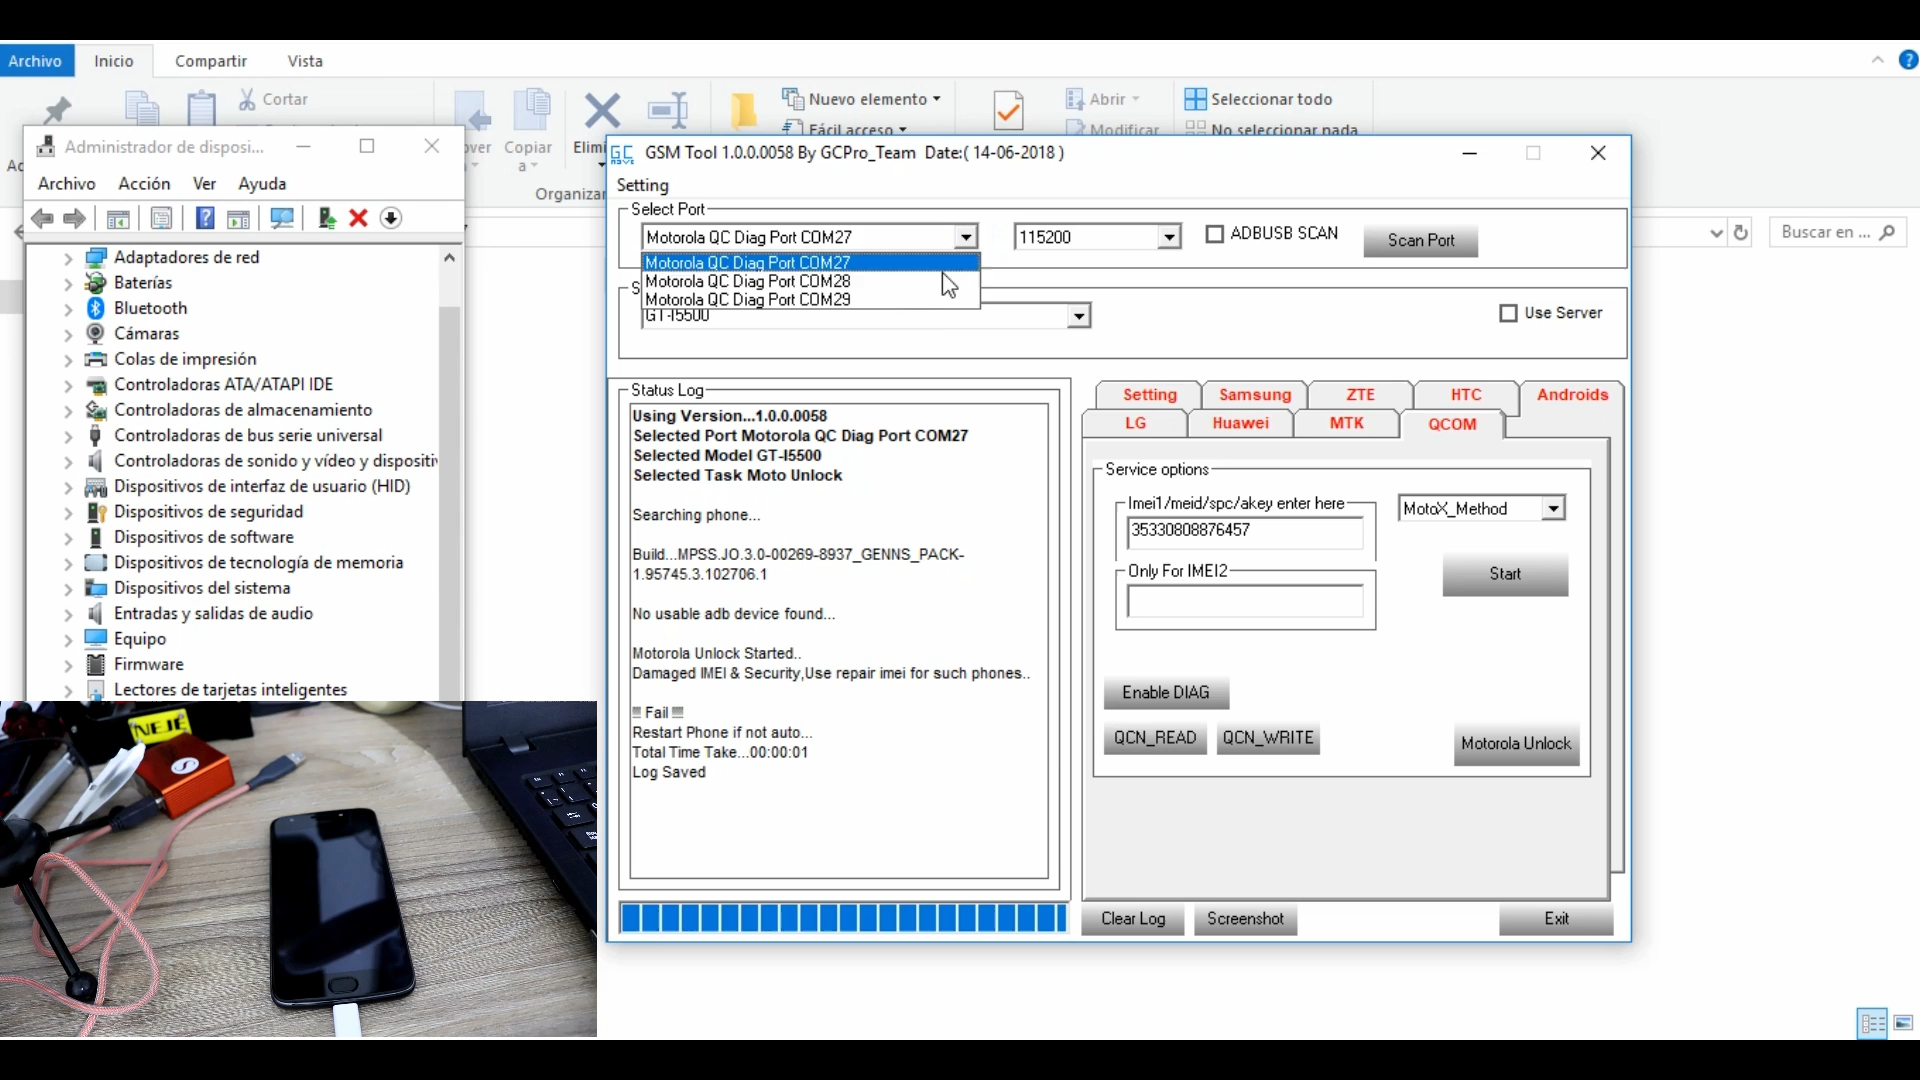 Archivo
Inicio
Compartir
Vista
Cortar
Copiar
a
Nuevo elemento
Fácil acceso
Abrir
Modificar
Seleccionar todo
No seleccionar nada
Organizar
Buscar en ...
Administrador de disposi...
Archivo
Acción
Ver
Ayuda
Adaptadores de red
Baterías
Bluetooth
Cámaras
Colas de impresión
Controladoras ATA/ATAPI IDE
Controladoras de almacenamiento
Controladoras de bus serie universal
Controladoras de sonido y vídeo y dispositiv
Dispositivos de interfaz de usuario (HID)
Dispositivos de seguridad
Dispositivos de software
Dispositivos de tecnología de memoria
Dispositivos del sistema
Entradas y salidas de audio
Equipo
Firmware
Lectores de tarjetas inteligentes
NEJE
GSM Tool 1.0.0.0058 By GCPro_Team Date:( 14-06-2018 )
Setting
Select Port
Motorola QC Diag Port COM27
115200
ADBUSB SCAN
Scan Port
Motorola QC Diag Port COM27
Motorola QC Diag Port COM28
Motorola QC Diag Port COM29
GT-I5500
Use Server
Status Log
Using Version...1.0.0.0058
Selected Port Motorola QC Diag Port COM27
Selected Model GT-I5500
Selected Task Moto Unlock
Searching phone...
Build...MPSS.JO.3.0-00269-8937_GENNS_PACK-
1.95745.3.102706.1
No usable adb device found...
Motorola Unlock Started..
Damaged IMEI & Security,Use repair imei for such phones..
!!! Fail !!!!
Restart Phone if not auto...
Total Time Take...00:00:01
Log Saved
Setting
Samsung
ZTE
HTC
Androids
LG
Huawei
MTK
QCOM
Service options
Imei1/meid/spc/akey enter here
35330808876457
MotoX_Method
Only For IMEI2
Start
Enable DIAG
QCN_READ
QCN_WRITE
Motorola Unlock
Clear Log
Screenshot
Exit